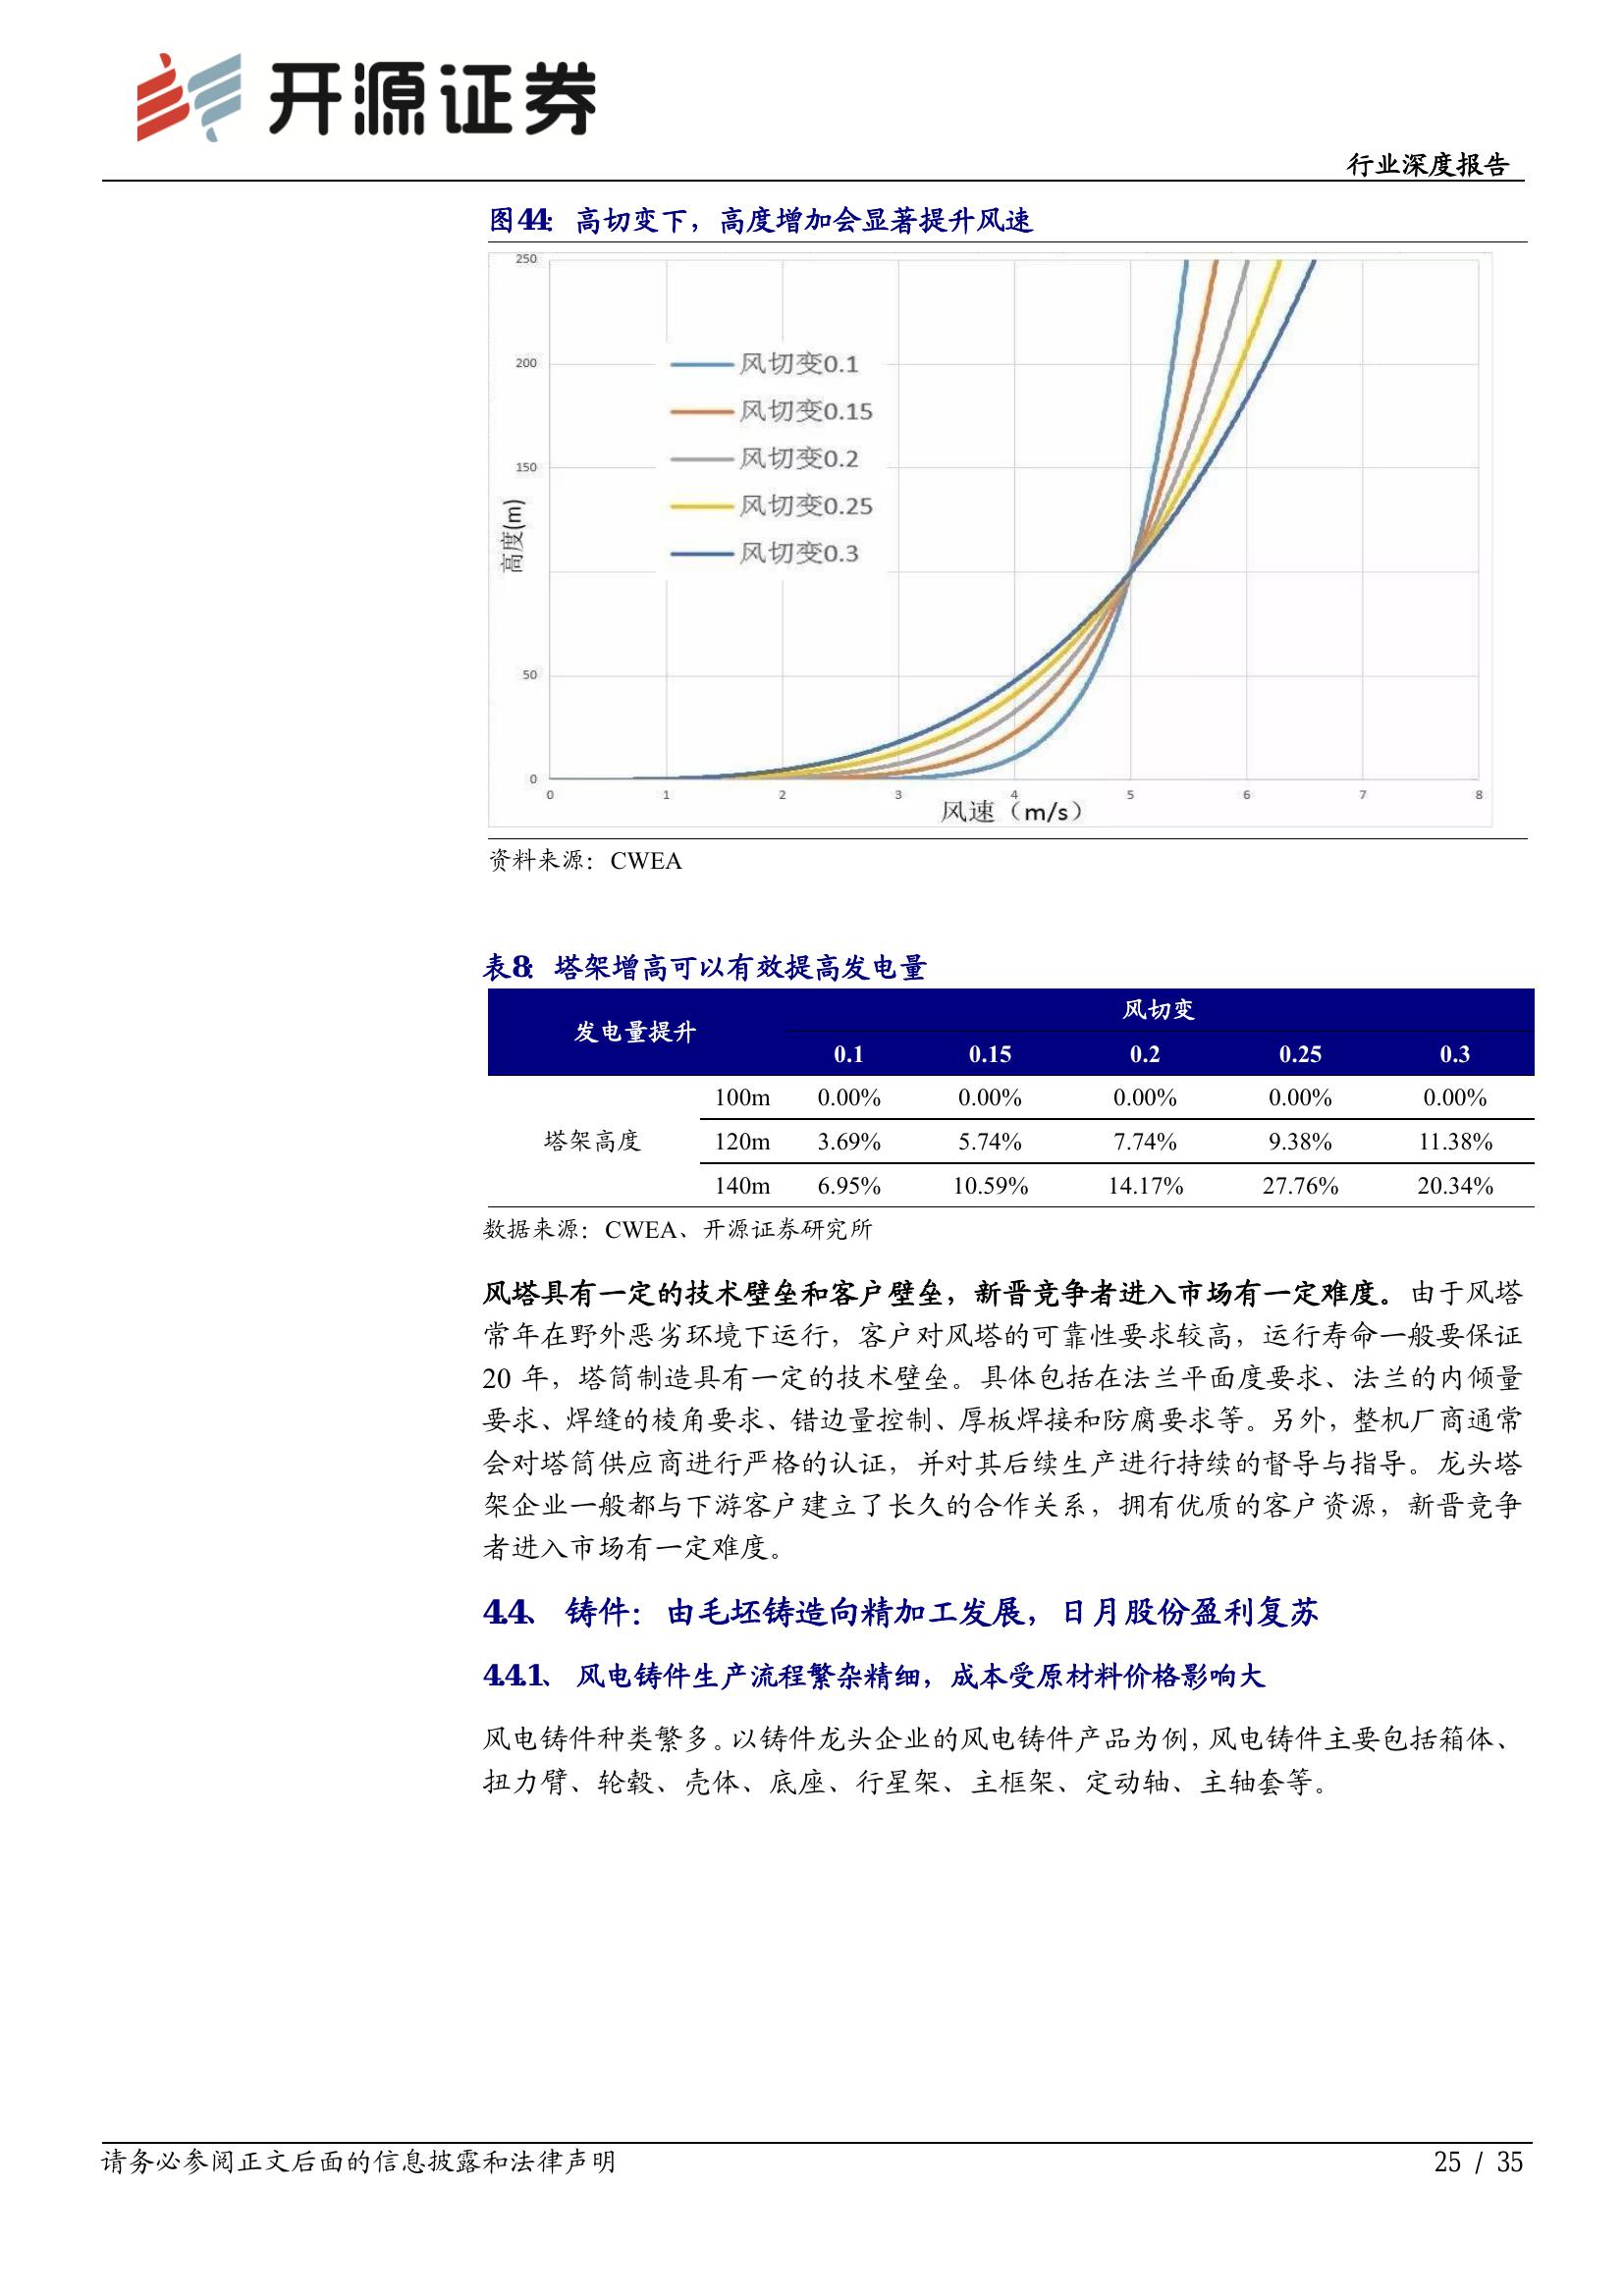 开源证券
行业深度报告
图44：高切变下，高度增加会显著提升风速
250
200
150
50
0
高度(m)
风切变0.1
风切变0.15
风切变0.2
风切变0.25
风切变0.3
0 1 2 3 4 5 6 7 8
风速（m/s）
资料来源：CWEA
表8：塔架增高可以有效提高发电量
发电量提升 风切变
0.1 0.15 0.2 0.25 0.3
100m 0.00% 0.00% 0.00% 0.00% 0.00%
塔架高度 120m 3.69% 5.74% 7.74% 9.38% 11.38%
140m 6.95% 10.59% 14.17% 27.76% 20.34%
数据来源：CWEA、开源证券研究所
风塔具有一定的技术壁垒和客户壁垒，新晋竞争者进入市场有一定难度。由于风塔
常年在野外恶劣环境下运行，客户对风塔的可靠性要求较高，运行寿命一般要保证
20 年，塔筒制造具有一定的技术壁垒。具体包括在法兰平面度要求、法兰的内倾量
要求、焊缝的棱角要求、错边量控制、厚板焊接和防腐要求等。另外，整机厂商通常
会对塔筒供应商进行严格的认证，并对其后续生产进行持续的督导与指导。龙头塔
架企业一般都与下游客户建立了长久的合作关系，拥有优质的客户资源，新晋竞争
者进入市场有一定难度。
4.4、 铸件：由毛坯铸造向精加工发展，日月股份盈利复苏
4.4.1、 风电铸件生产流程繁杂精细，成本受原材料价格影响大
风电铸件种类繁多。以铸件龙头企业的风电铸件产品为例，风电铸件主要包括箱体、
扭力臂、轮毂、壳体、底座、行星架、主框架、定动轴、主轴套等。
请务必参阅正文后面的信息披露和法律声明
25 / 35